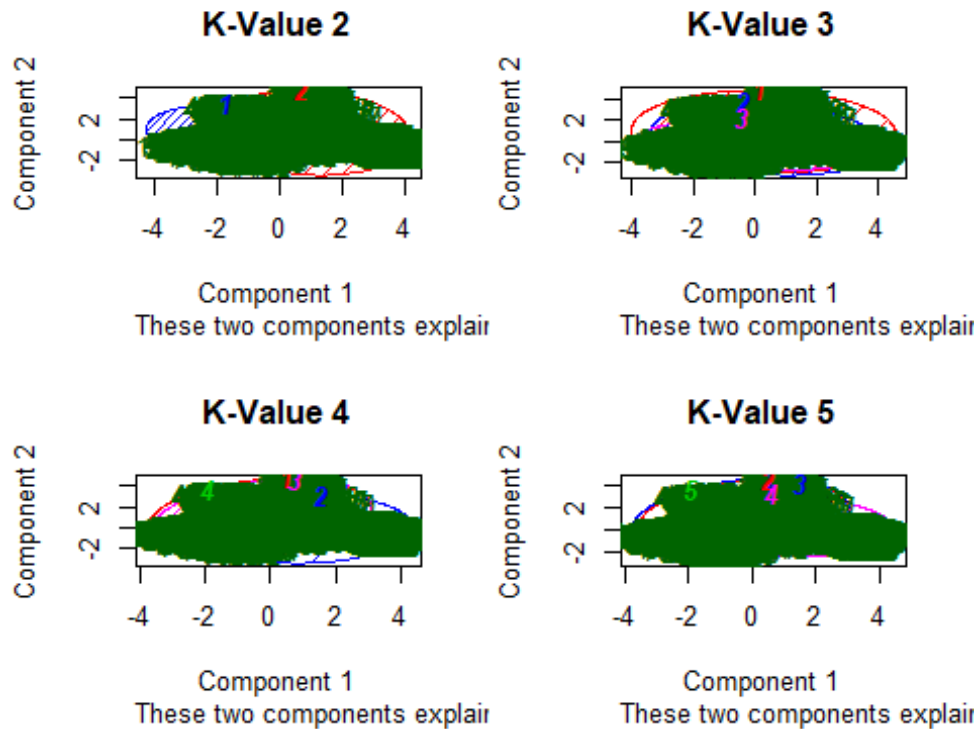 K-Value 2
Component 2
2
-2
1
2
-4 -2 0 2 4
Component 1
These two components explain
K-Value 3
Component 2
2
-2
1
2
3
-4 -2 0 2 4
Component 1
These two components explain
K-Value 4
Component 2
2
-2
4
1
3
2
-4 -2 0 2 4
Component 1
These two components explain
K-Value 5
Component 2
2
-2
5
2
3
4
-4 -2 0 2 4
Component 1
These two components explain